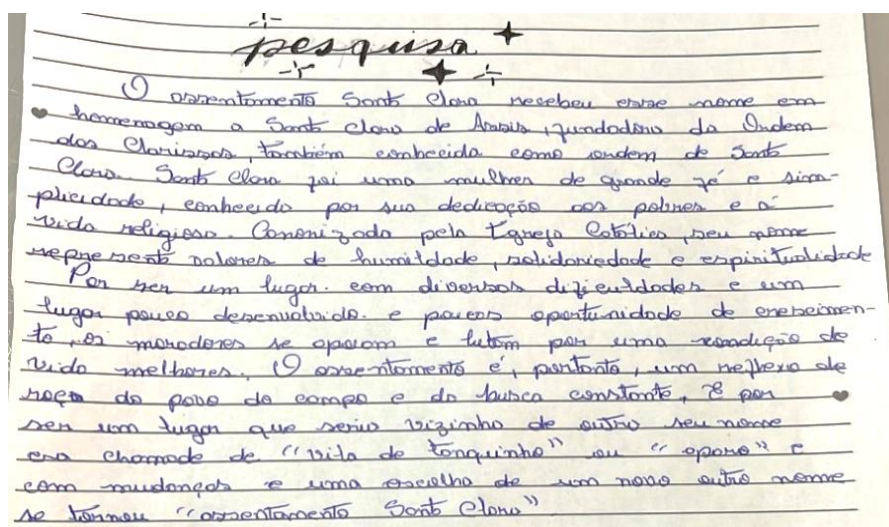 pesquisa
O assentamento Santa Clara recebeu esse nome em
homenagem a Santa Clara de Assis, fundadora da Ordem
das Clarissas, também conhecida como ordem de Santa
Clara. Santa Clara foi uma mulher de grande fé e sim-
plicidade, conhecida por sua dedicação aos pobres e a
vida religiosa. Canonizada pela Igreja Católica, seu nome
representa valores de humildade, solidariedade e espiritualidade
Por ser um lugar. com diversas dificuldades e um
lugar pouco desenvolvido. e poucas oportunidade de crescimen-
to, os moradores se apoiam e lutam por uma condição de
vida melhores. O assentamento é, portanto, um reflexo de
do povo do campo e da busca constante, E por
ser um lugar que seria vizinho de outro seu nome
era chamado de "vila de tonquinho" ou " " e
com mudanças e uma escolha de um novo outro nome
se tornou "assentamento Santa Clara"